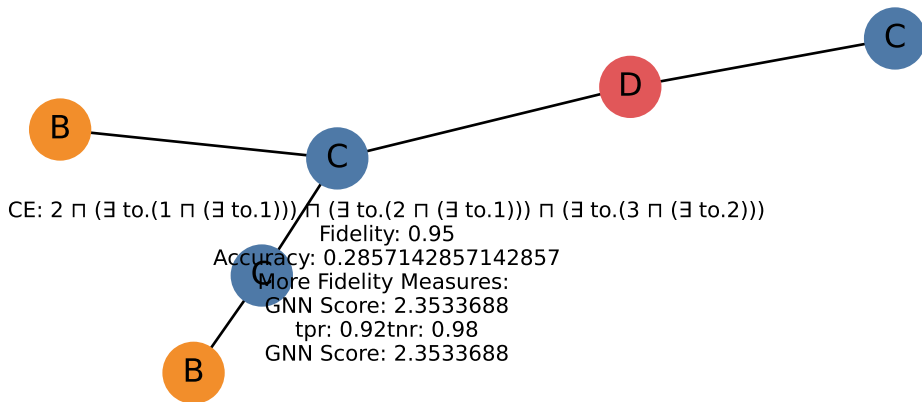 C
D
B
C
CE: 2 ⊓ (∃ to.(1 ⊓ (∃ to.1))) ⊓ (∃ to.(2 ⊓ (∃ to.1))) ⊓ (∃ to.(3 ⊓ (∃ to.2)))
Fidelity: 0.95
Accuracy: 0.2857142857142857
C
More Fidelity Measures:
GNN Score: 2.3533688
tpr: 0.92tnr: 0.98
GNN Score: 2.3533688
B